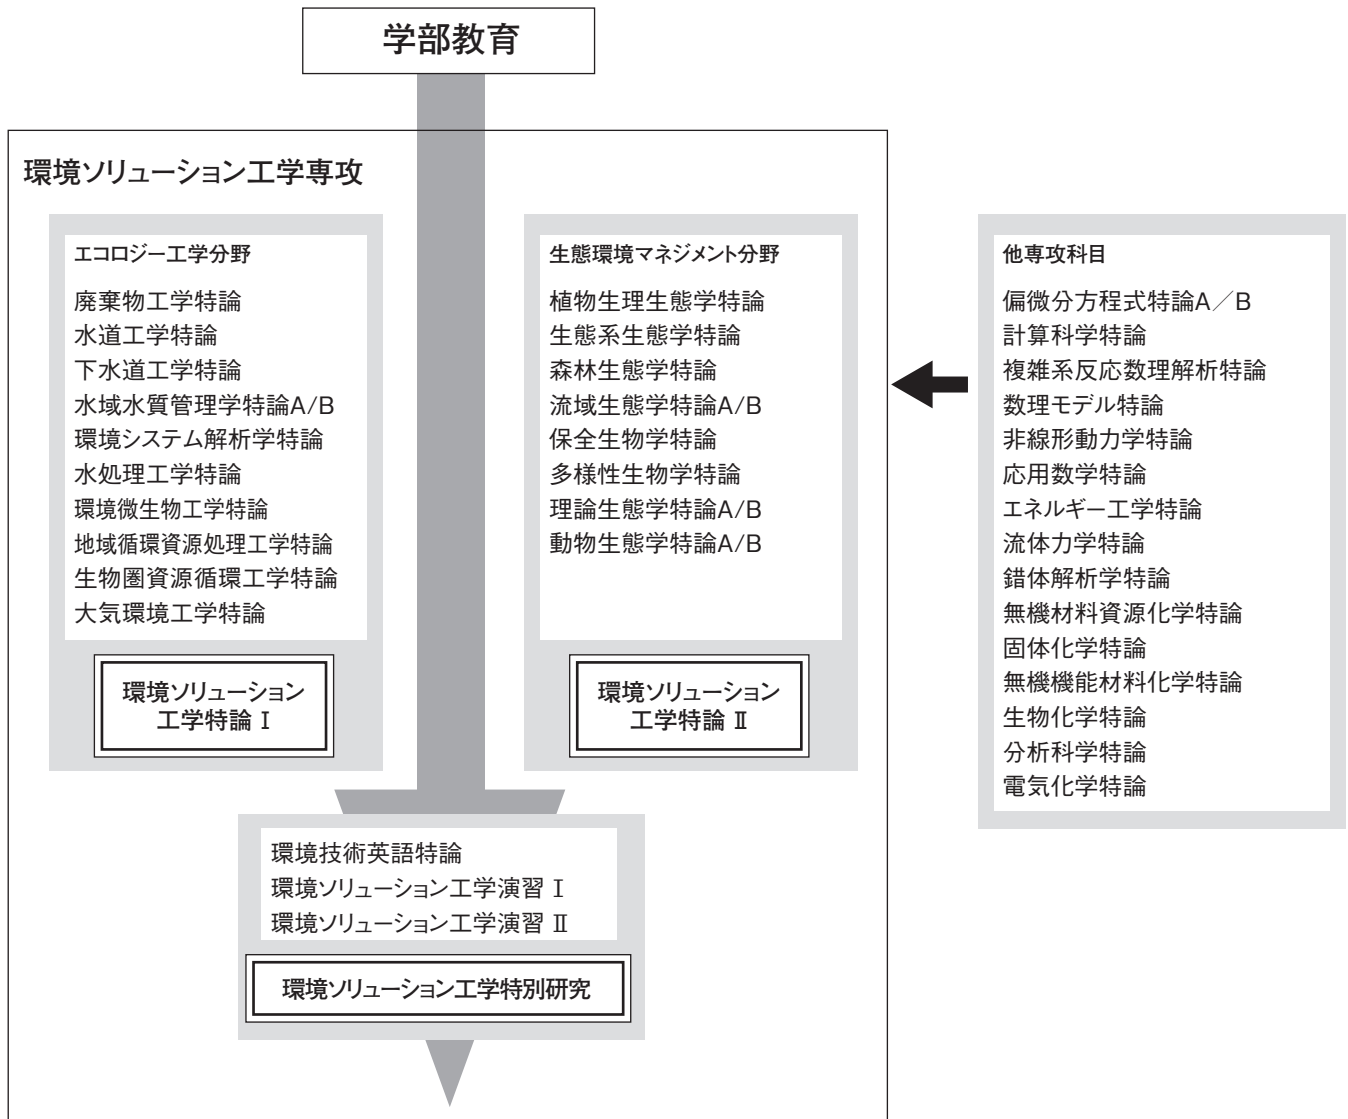 学部教育
環境ソリューション工学専攻
エコロジー工学分野
廃棄物工学特論
水道工学特論
下水道工学特論
水域水質管理学特論A/B
環境システム解析学特論
水処理工学特論
環境微生物工学特論
地域循環資源処理工学特論
生物圏資源循環工学特論
大気環境工学特論
環境ソリューション
工学特論 Ⅰ
生態環境マネジメント分野
植物生理生態学特論
生態系生態学特論
森林生態学特論
流域生態学特論A/B
保全生物学特論
多様性生物学特論
理論生態学特論A/B
動物生態学特論A/B
環境ソリューション
工学特論 Ⅱ
他専攻科目
偏微分方程式特論A/B
計算科学特論
複雑系反応数理解析特論
数理モデル特論
非線形動力学特論
応用数学特論
エネルギー工学特論
流体力学特論
錯体解析学特論
無機材料資源化学特論
固体化学特論
無機機能材料化学特論
生物化学特論
分析科学特論
電気化学特論
環境技術英語特論
環境ソリューション工学演習 Ⅰ
環境ソリューション工学演習 Ⅱ
環境ソリューション工学特別研究